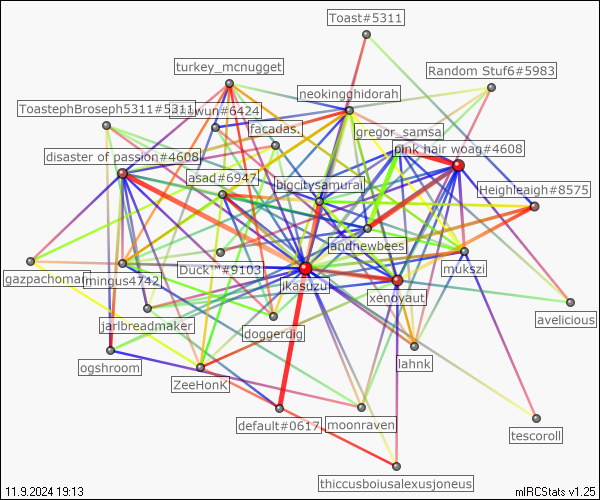 Toast#5311
turkey_mcnugget
Random Stuf6#5983
neokingghidorah
ToastephBroseph5311#5311
facadas.
gregor_samsa
pink hair woag#4608
disaster of passion#4608
asad#6947
bigcitysamurai
Heighleaigh#8575
andnewbees
gazpachoman
mingus4742
Duck™#9103
jkasuzu
mukszi
xenoyaut
jarlbreadmaker
doggerdig
avelicious
ogshroom
lahnk
ZeeHonK
default#0617
moonraven
tescoroll
thiccusboiusalexusjoneus
11.9.2024 19:13
mIRCStats v1.25